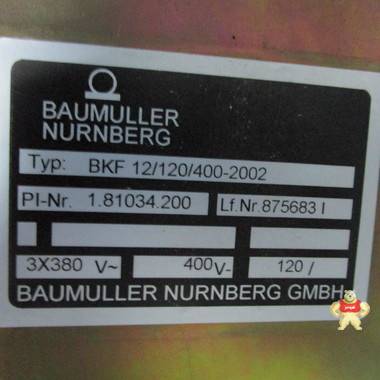 BAUMULLER
NURNBERG
Typ: BKF 12/120/400-2002
PI-Nr. 1.81034.200 Lf.Nr.875683 I
3X380 V~ 400V- 120 /
BAUMULLER NURNBERG GMBH